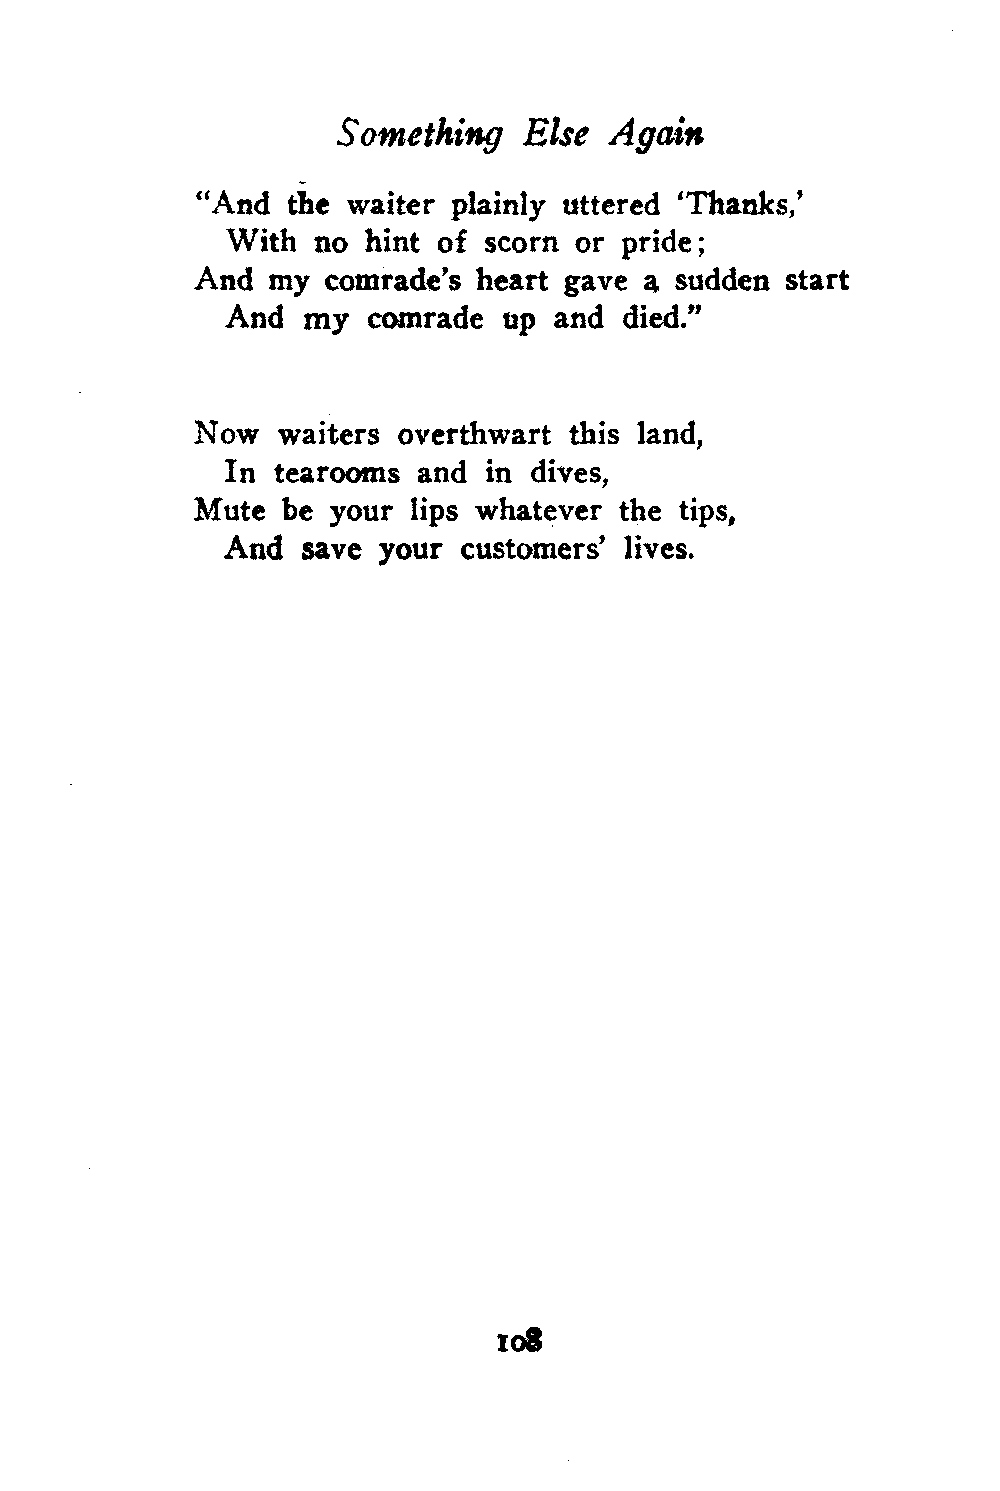 Something Else Again
“And the waiter plainly uttered ‘Thanks,’
With no hint of scorn or pride;
And my comrade’s heart gave a sudden start
And my comrade up and died.”
Now waiters overthwart this land,
In tearooms and in dives,
Mute be your lips whatever the tips,
And save your customers’ lives.
108